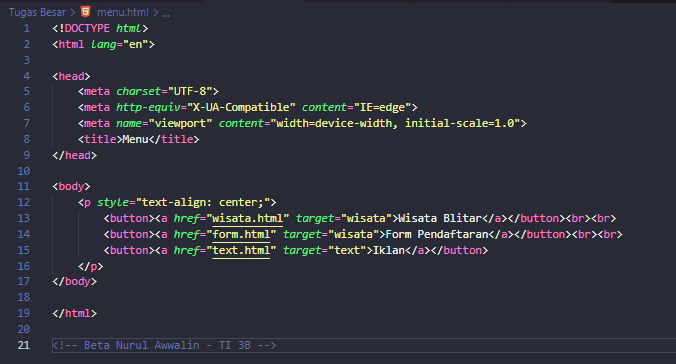 Tugas Besar > menu.html > ...
1 <!DOCTYPE html>
2 <html lang="en">
3
4 <head>
5 <meta charset="UTF-8">
6 <meta http-equiv="X-UA-Compatible" content="IE=edge">
7 <meta name="viewport" content="width=device-width, initial-scale=1.0">
8 <title>Menu</title>
9 </head>
10
11 <body>
12 <p style="text-align: center;">
13 <button><a href="wisata.html" target="wisata">Wisata Blitar</a></button><br><br>
14 <button><a href="form.html" target="wisata">Form Pendaftaran</a></button><br><br>
15 <button><a href="text.html" target="text">Iklan</a></button>
16 </p>
17 </body>
18
19 </html>
20
21 <!-- Beta Nurul Awwalin - TI 3B -->